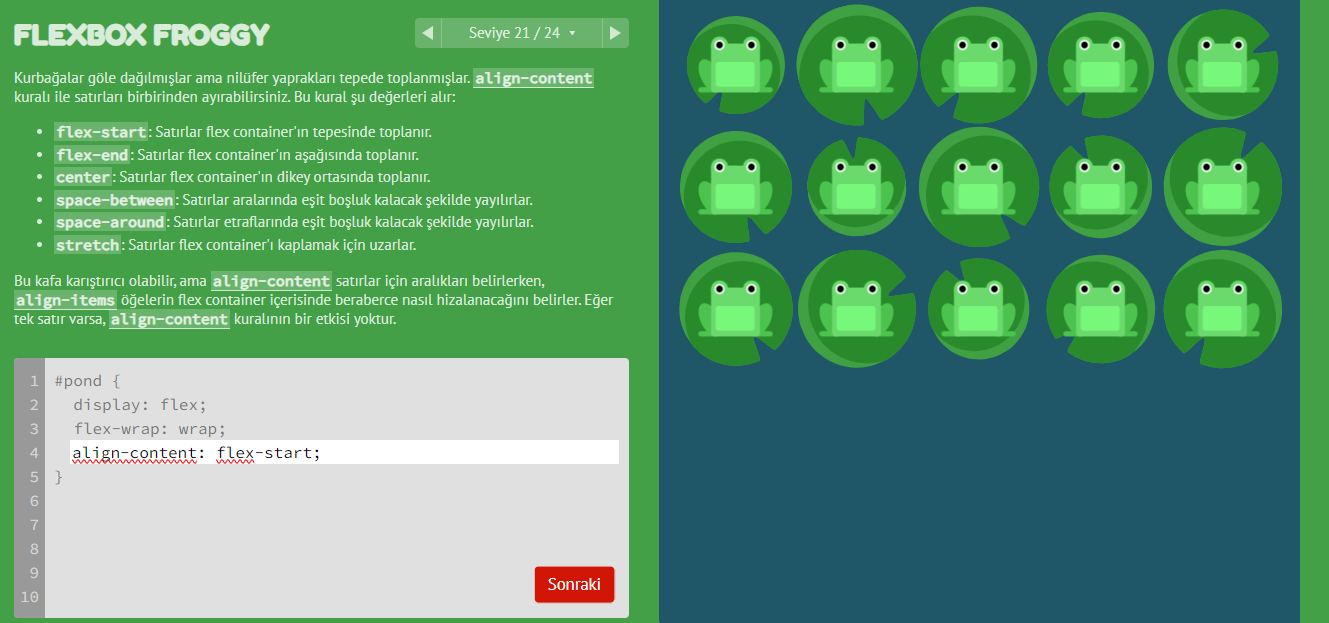 FLEXBOX FROGGY
Seviye 21 / 24
Kurbağalar göle dağılmışlar ama nilüfer yaprakları tepede toplanmışlar. align-content
kuralı ile satırları birbirinden ayırabilirsiniz. Bu kural şu değerleri alır:
• flex-start: Satırlar flex container'ın tepesinde toplanır.
• flex-end: Satırlar flex container'ın aşağısında toplanır.
• center: Satırlar flex container'ın dikey ortasında toplanır.
• space-between: Satırlar aralarında eşit boşluk kalacak şekilde yayılırlar.
• space-around: Satırlar etraflarında eşit boşluk kalacak şekilde yayılırlar.
• stretch: Satırlar flex container'ı kaplamak için uzarlar.
Bu kafa karıştırıcı olabilir, ama align-content satırlar için aralıkları belirlerken,
align-items öğelerin flex container içerisinde beraberce nasıl hizalanacağını belirler. Eğer
tek satır varsa, align-content kuralının bir etkisi yoktur.
1 #pond {
2 display: flex;
3 flex-wrap: wrap;
4 align-content: flex-start;
5 }
6
7
8
9
10
Sonraki